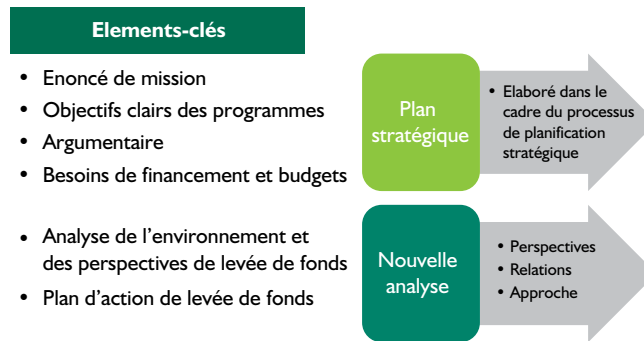 Elements-clés
• Enoncé de mission
• Objectifs clairs des programmes
• Argumentaire
• Besoins de financement et budgets
Plan
stratégique
• Elaboré dans le
cadre du processus
de planification
stratégique
• Analyse de l’environnement et
des perspectives de levée de fonds
• Plan d’action de levée de fonds
Nouvelle
analyse
• Perspectives
• Relations
• Approche